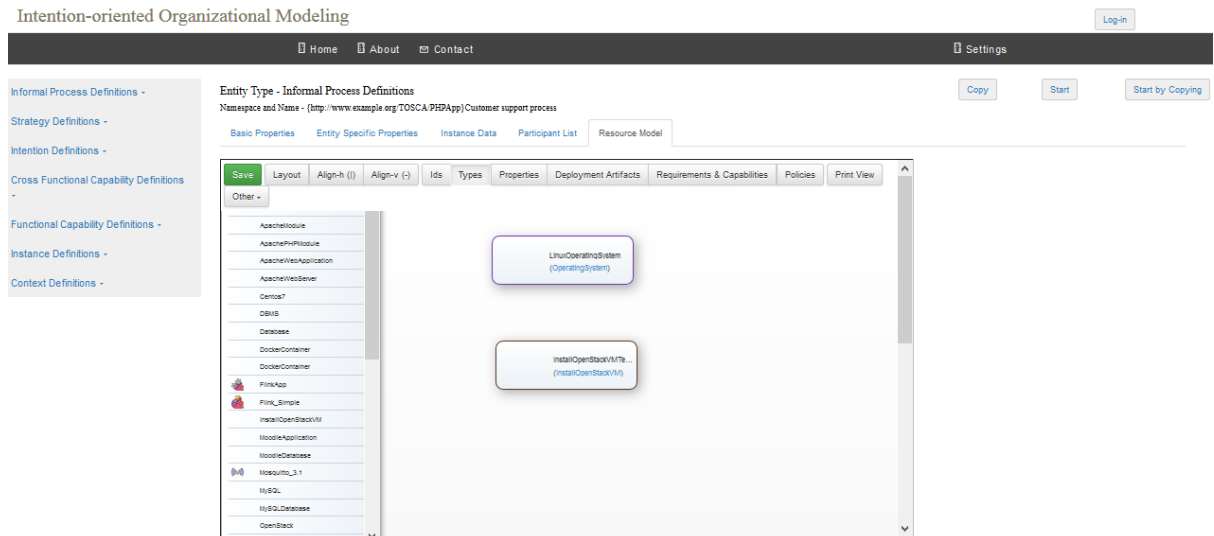 Intention-oriented Organizational Modeling
Log-in
Home About Contact Settings
Informal Process Definitions -
Strategy Definitions -
Intention Definitions -
Cross Functional Capability Definitions
-
Functional Capability Definitions -
Instance Definitions -
Context Definitions -
Entity Type - Informal Process Definitions
Namespace and Name - {http://www.example.org/TOSCA/PHPApp}Customer support process
Copy Start Start by Copying
Basic Properties Entity Specific Properties Instance Data Participant List Resource Model
Save Layout Align-h (|) Align-v (-) Ids Types Properties Deployment Artifacts Requirements & Capabilities Policies Print View
Other -
ApacheModule
ApachePHPModule
ApacheWebApplication
ApacheWebServer
Centos7
DBMS
Database
DockerContainer
DockerContainer
FlinkApp
Flink_Simple
InstallOpenStackVM
MoodleApplication
MoodleDatabase
Mosquitto_3.1
MySQL
MySQLDatabase
OpenStack
LinuxOperatingSystem
(OperatingSystem)
InstallOpenStackVMTe...
(InstallOpenStackVM)